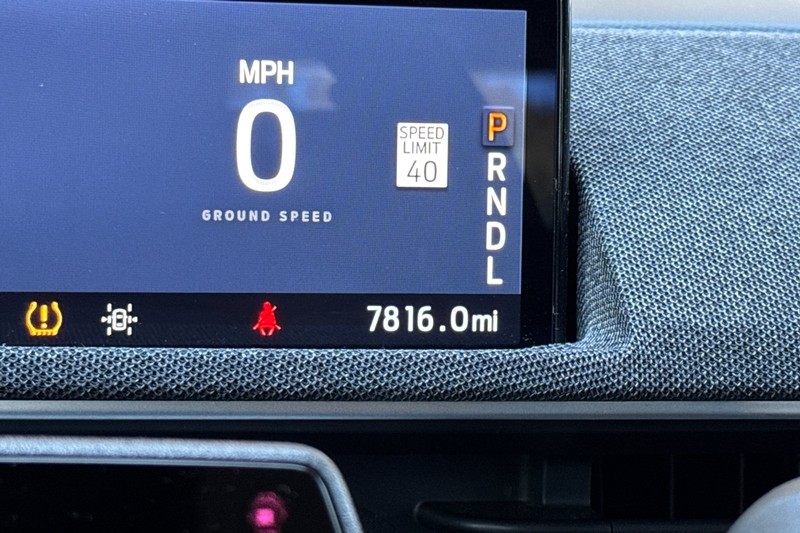 MPH
0
GROUND SPEED
SPEED
LIMIT
40
P
R
N
D
L
7816.0mi